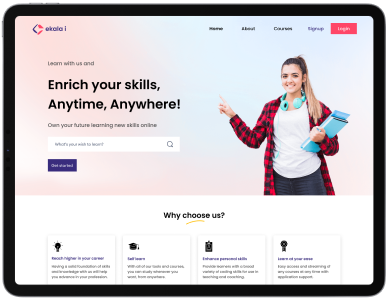 ekala i
Home
About
Courses
Signup
Login
Learn with us and
Enrich your skills,
Anytime, Anywhere!
Own your future learning new skills online
What's your wish to learn?
Get started
Why choose us?
Reach higher in your career
Having a solid foundation of skills
and knowledge with us will help
you advance in your profession.
Self learn
With all of our tools and courses,
you can study whenever you
want, from anywhere.
Enhance personal skills
Provide learners with a broad
variety of coding skills for use in
teaching and coaching.
Learn at your ease
Easy access and streaming of
any courses at any time with
application support.